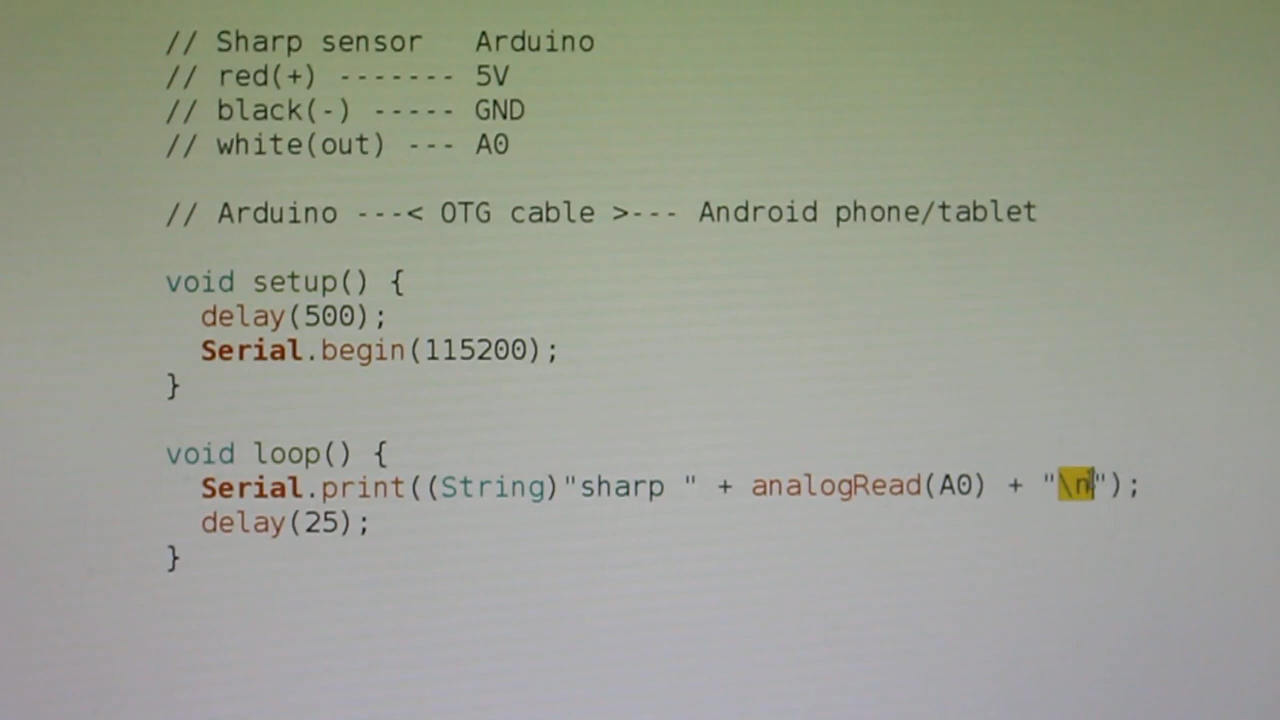 // Sharp sensor   Arduino
// red(+) ------- 5V
// black(-) ----- GND
// white(out) --- A0
// Arduino ---< OTG cable >--- Android phone/tablet
void setup() {
  delay(500);
  Serial.begin(115200);
}
void loop() {
  Serial.print((String)"sharp " + analogRead(A0) + "\n");
  delay(25);
}